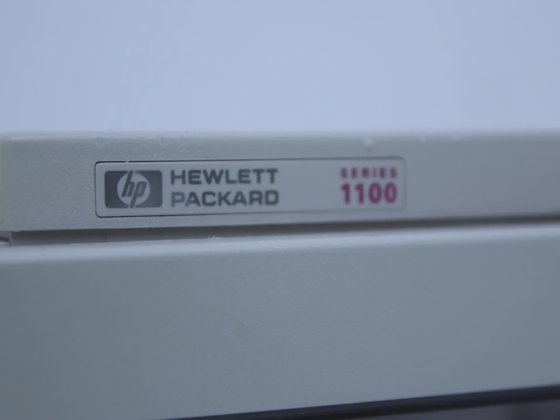 hp HEWLETT
PACKARD
SERIES
1100